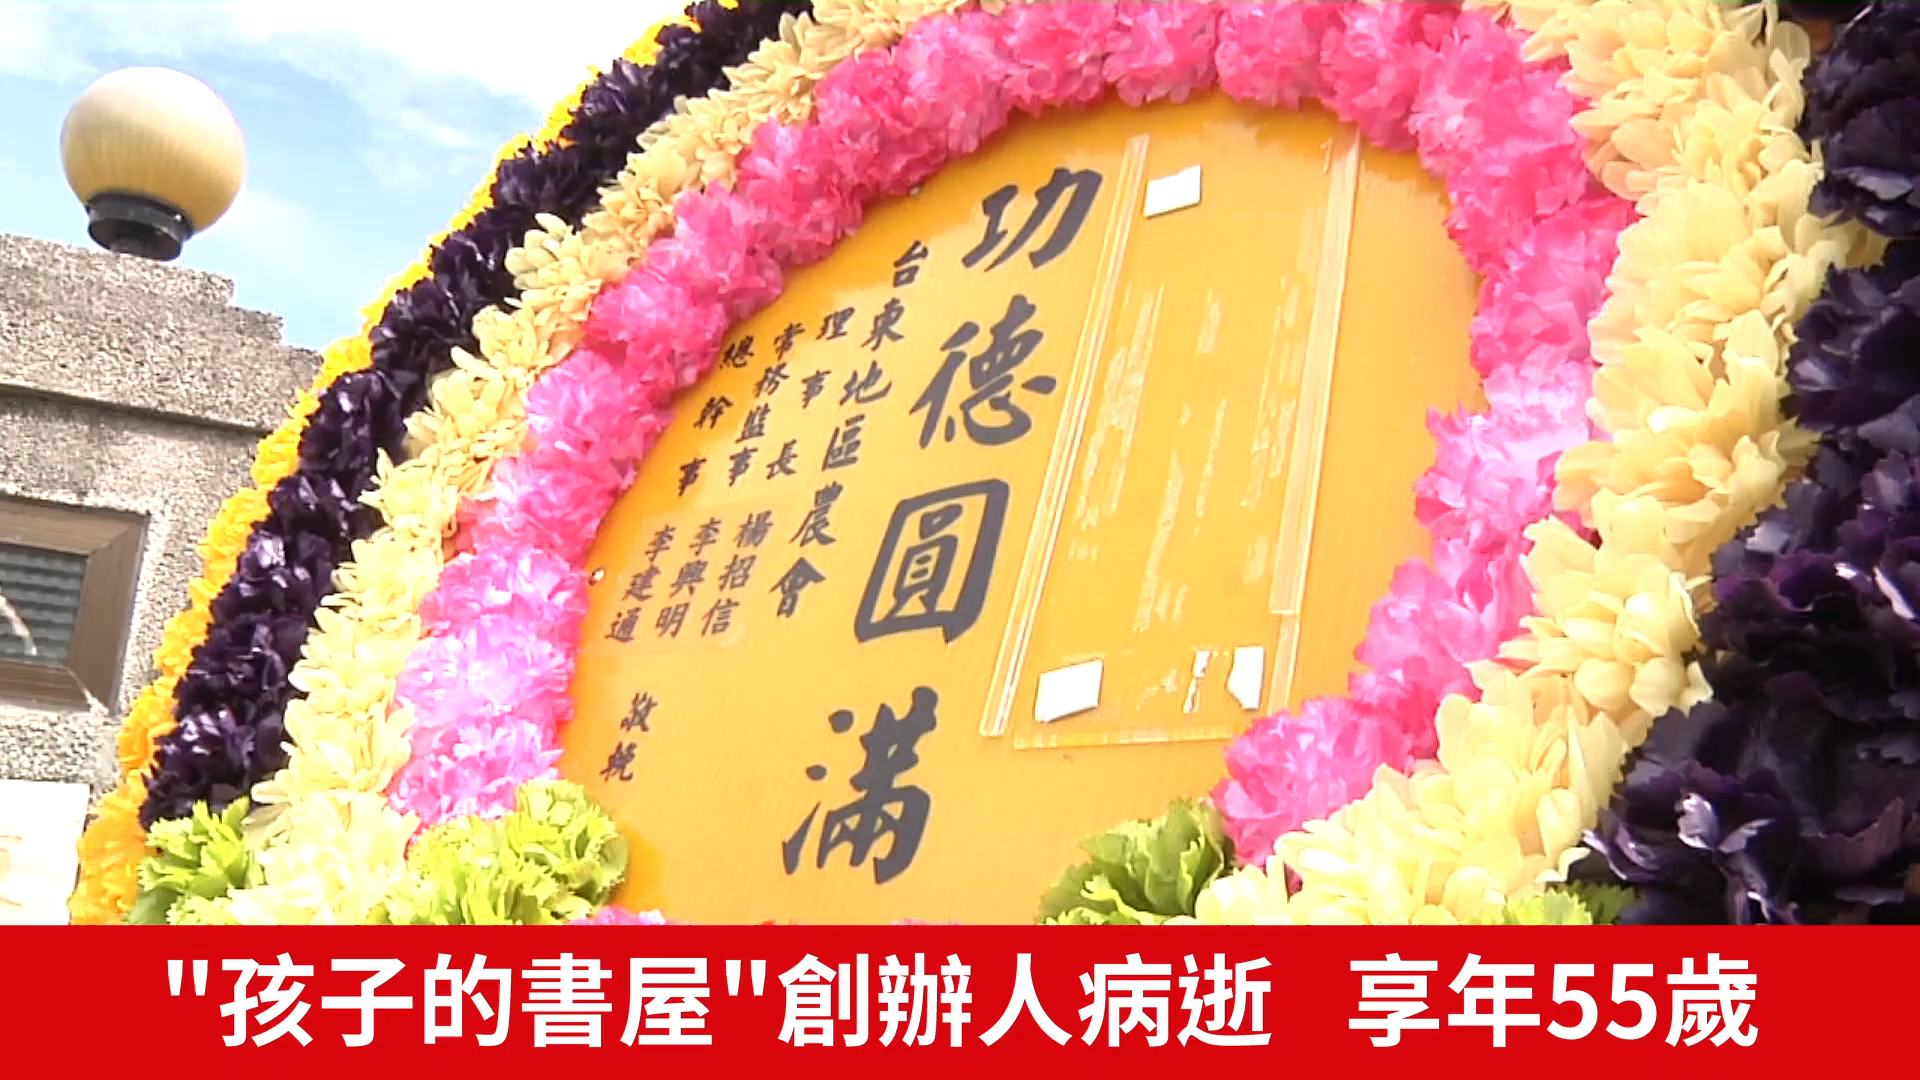 功德圓滿
台東地區農會
理事長 楊招信
常務監事 李興明
總幹事 李建通
敬輓
"孩子的書屋"創辦人病逝 享年55歲